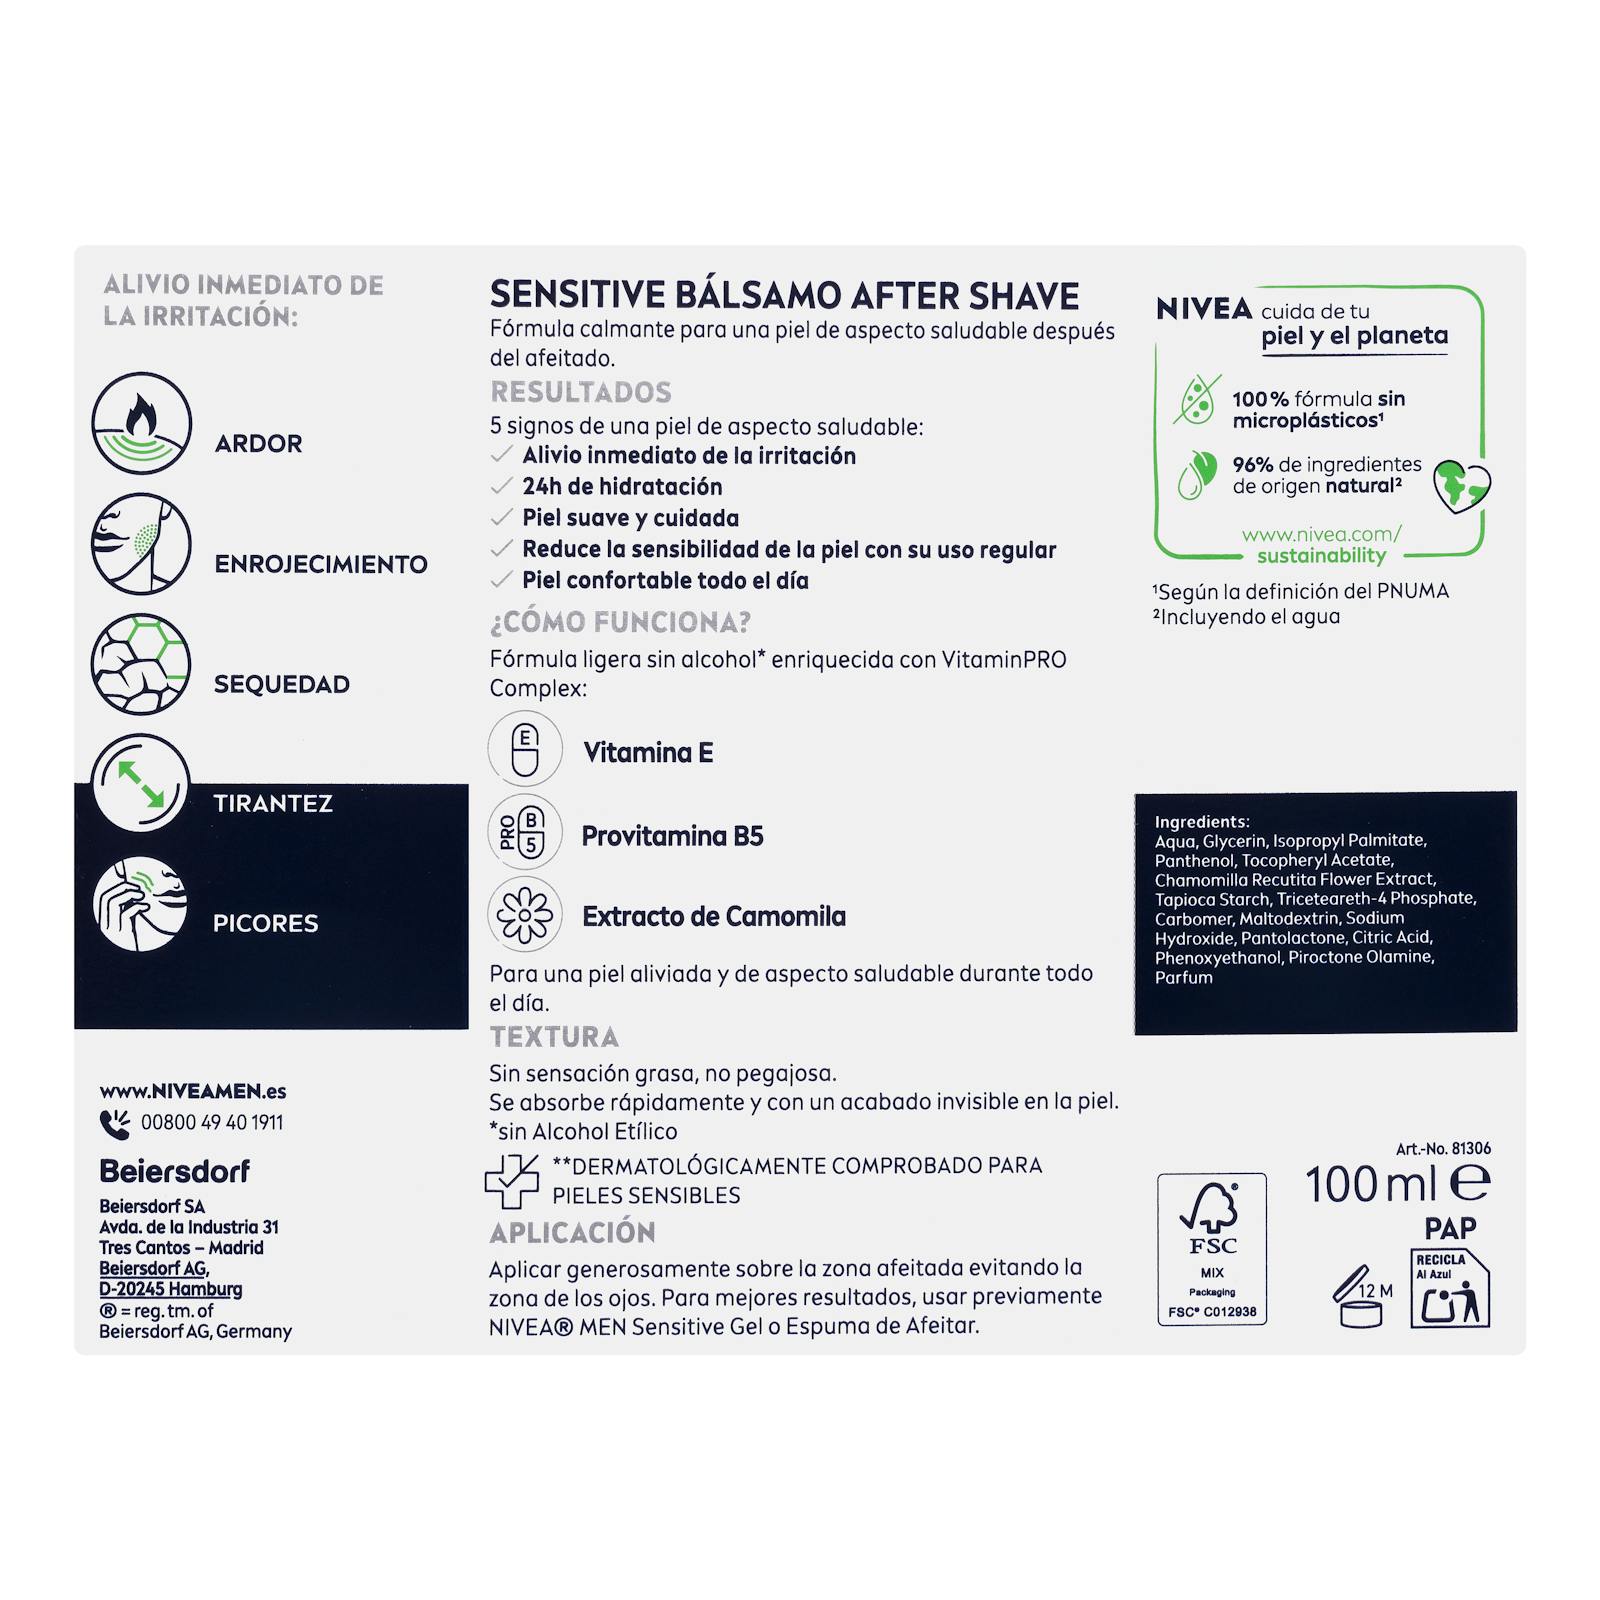 ALIVIO INMEDIATO DE
LA IRRITACIÓN:
ARDOR
ENROJECIMIENTO
SEQUEDAD
TIRANTEZ
PICORES
www.NIVEAMEN.es
00800 49 40 1911
Beiersdorf
Beiersdorf SA
Avda. de la Industria 31
Tres Cantos – Madrid
Beiersdorf AG,
D-20245 Hamburg
® = reg. tm. of
Beiersdorf AG, Germany
SENSITIVE BÁLSAMO AFTER SHAVE
Fórmula calmante para una piel de aspecto saludable después
del afeitado.
RESULTADOS
5 signos de una piel de aspecto saludable:
Alivio inmediato de la irritación
24h de hidratación
Piel suave y cuidada
Reduce la sensibilidad de la piel con su uso regular
Piel confortable todo el día
¿CÓMO FUNCIONA?
Fórmula ligera sin alcohol* enriquecida con VitaminPRO
Complex:
E
Vitamina E
PRO B 5
Provitamina B5
Extracto de Camomila
Para una piel aliviada y de aspecto saludable durante todo
el día.
TEXTURA
Sin sensación grasa, no pegajosa.
Se absorbe rápidamente y con un acabado invisible en la piel.
*sin Alcohol Etílico
**DERMATOLÓGICAMENTE COMPROBADO PARA
PIELES SENSIBLES
APLICACIÓN
Aplicar generosamente sobre la zona afeitada evitando la
zona de los ojos. Para mejores resultados, usar previamente
NIVEA® MEN Sensitive Gel o Espuma de Afeitar.
NIVEA cuida de tu
piel y el planeta
100% fórmula sin
microplásticos¹
96% de ingredientes
de origen natural²
www.nivea.com/
sustainability
¹Según la definición del PNUMA
²Incluyendo el agua
Ingredients:
Aqua, Glycerin, Isopropyl Palmitate,
Panthenol, Tocopheryl Acetate,
Chamomilla Recutita Flower Extract,
Tapioca Starch, Triceteareth-4 Phosphate,
Carbomer, Maltodextrin, Sodium
Hydroxide, Pantolactone, Citric Acid,
Phenoxyethanol, Piroctone Olamine,
Parfum
Art.-No. 81306
100 ml ℮
PAP
FSC
MIX
Packaging
FSC® C012938
12 M
RECICLA
Al Azul